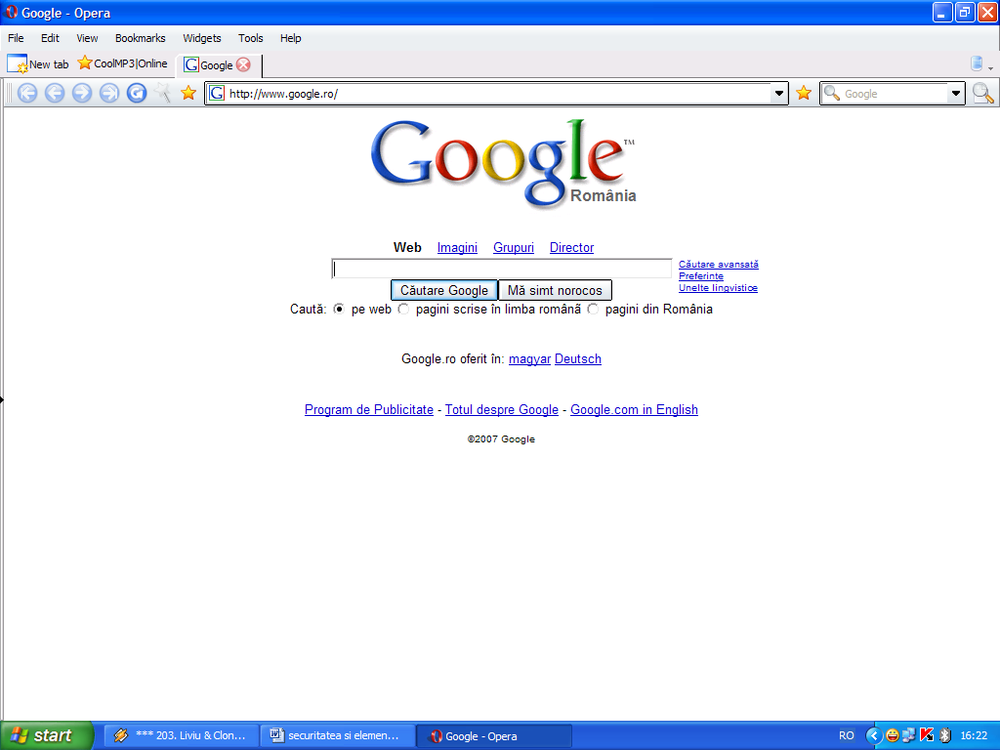 Google - Opera
File Edit View Bookmarks Widgets Tools Help
New tab CoolMP3|Online Google
http://www.google.ro/ Google
Google™
România
Web Imagini Grupuri Director
Căutare avansată
Preferinte
Unelte lingvistice
Căutare Google Mă simt norocos
Caută: pe web pagini scrise în limba română pagini din România
Google.ro oferit în: magyar Deutsch
Program de Publicitate - Totul despre Google - Google.com in English
©2007 Google
start *** 203. Liviu & Clon... securitatea si elemen... Google - Opera RO 16:22